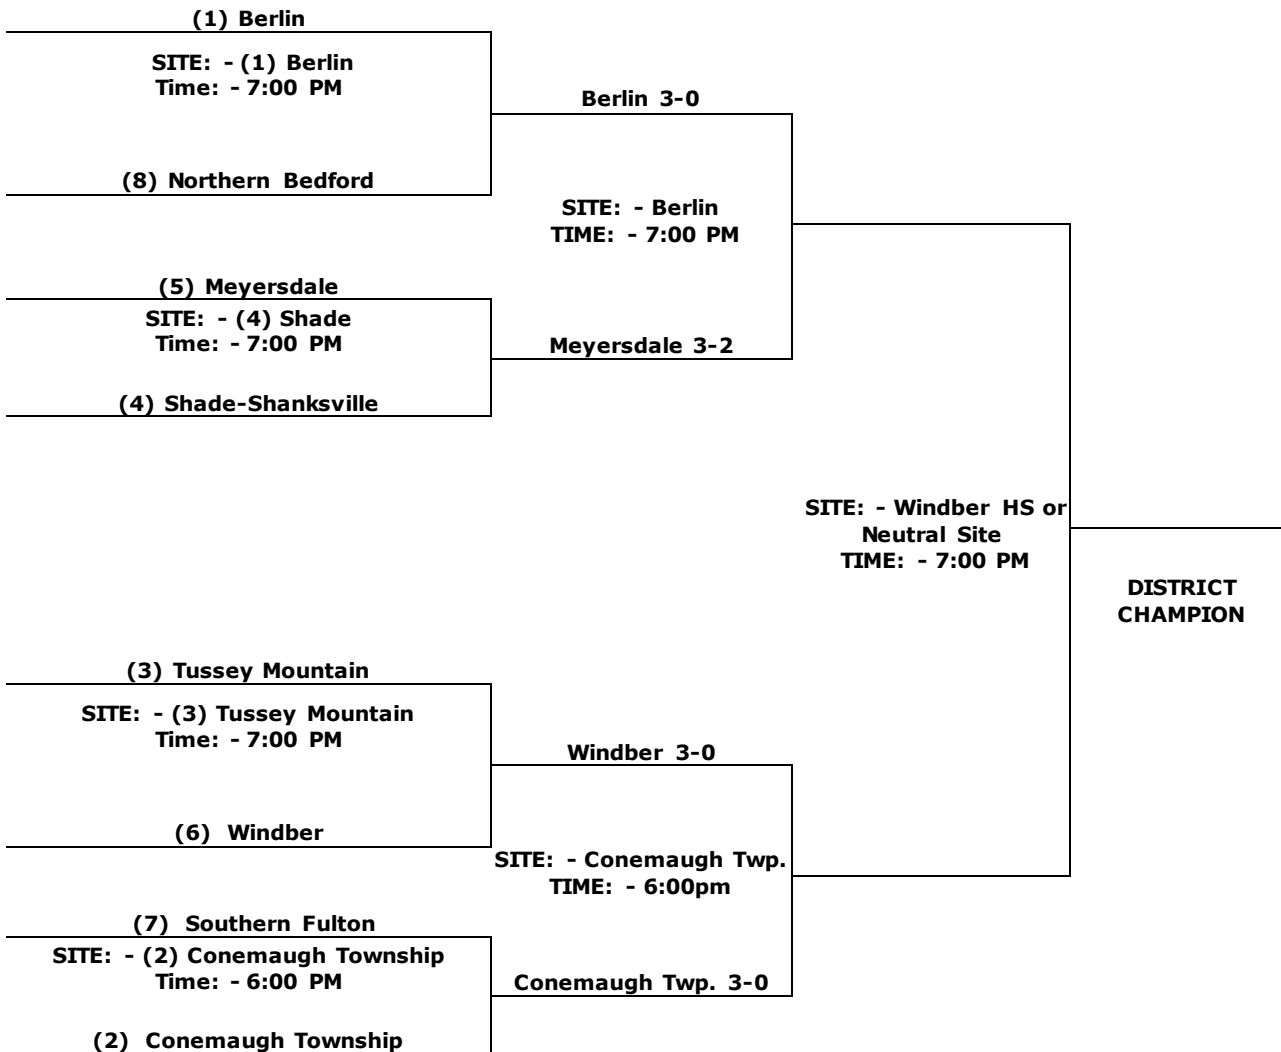 (1) Berlin
SITE: - (1) Berlin
Time: - 7:00 PM
Berlin 3-0
(8) Northern Bedford
SITE: - Berlin
TIME: - 7:00 PM
(5) Meyersdale
SITE: - (4) Shade
Time: - 7:00 PM
Meyersdale 3-2
(4) Shade-Shanksville
SITE: - Windber HS or
Neutral Site
TIME: - 7:00 PM
DISTRICT
CHAMPION
(3) Tussey Mountain
SITE: - (3) Tussey Mountain
Time: - 7:00 PM
Windber 3-0
(6) Windber
SITE: - Conemaugh Twp.
TIME: - 6:00pm
(7) Southern Fulton
SITE: - (2) Conemaugh Township
Time: - 6:00 PM
Conemaugh Twp. 3-0
(2) Conemaugh Township